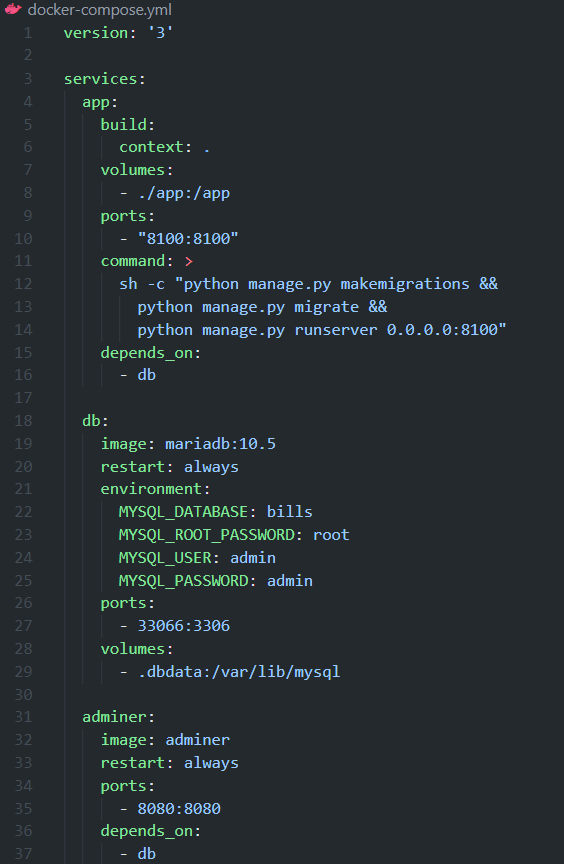 docker-compose.yml
1 version: '3'
2
3 services:
4 app:
5 build:
6 context: .
7 volumes:
8 - ./app:/app
9 ports:
10 - "8100:8100"
11 command: >
12 sh -c "python manage.py makemigrations &&
13 python manage.py migrate &&
14 python manage.py runserver 0.0.0.0:8100"
15 depends_on:
16 - db
17
18 db:
19 image: mariadb:10.5
20 restart: always
21 environment:
22 MYSQL_DATABASE: bills
23 MYSQL_ROOT_PASSWORD: root
24 MYSQL_USER: admin
25 MYSQL_PASSWORD: admin
26 ports:
27 - 33066:3306
28 volumes:
29 - .dbdata:/var/lib/mysql
30
31 adminer:
32 image: adminer
33 restart: always
34 ports:
35 - 8080:8080
36 depends_on:
37 - db